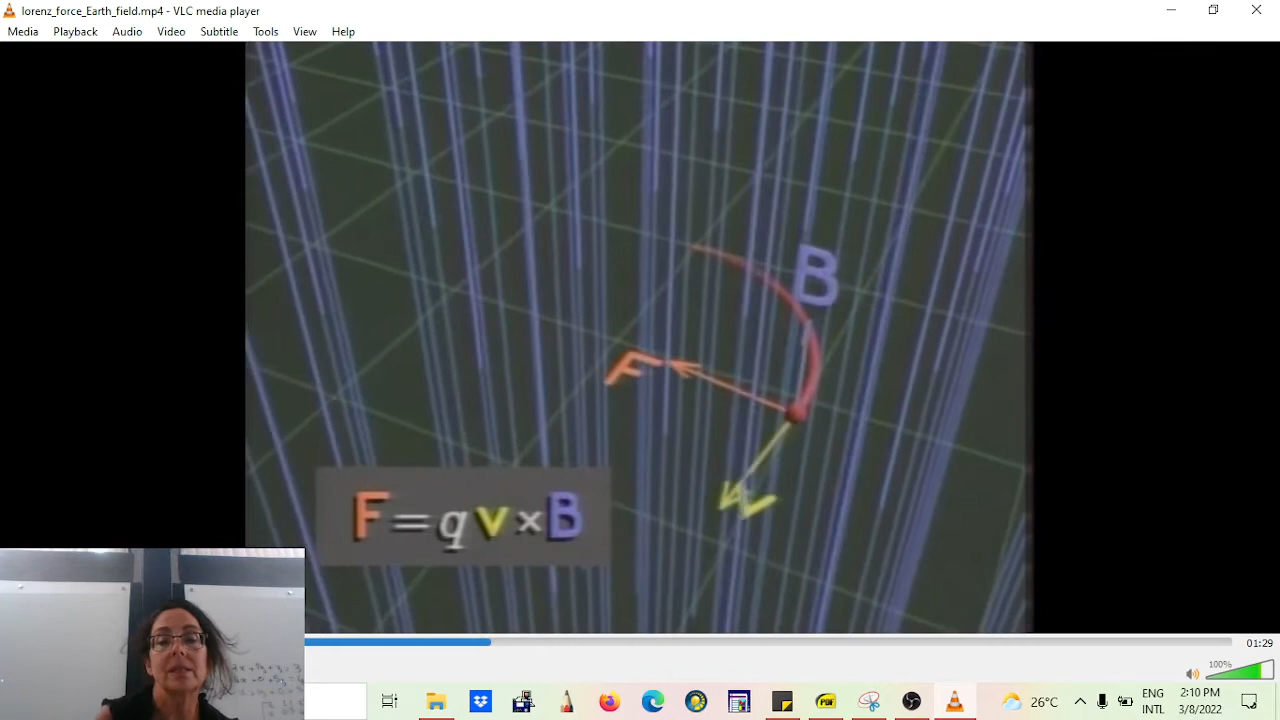 lorenz_force_Earth_field.mp4 - VLC media player
Media Playback Audio Video Subtitle Tools View Help
B
F
v
F = q v × B
01:29
100%
26°C
ENG
INTL
2:10 PM
3/8/2022